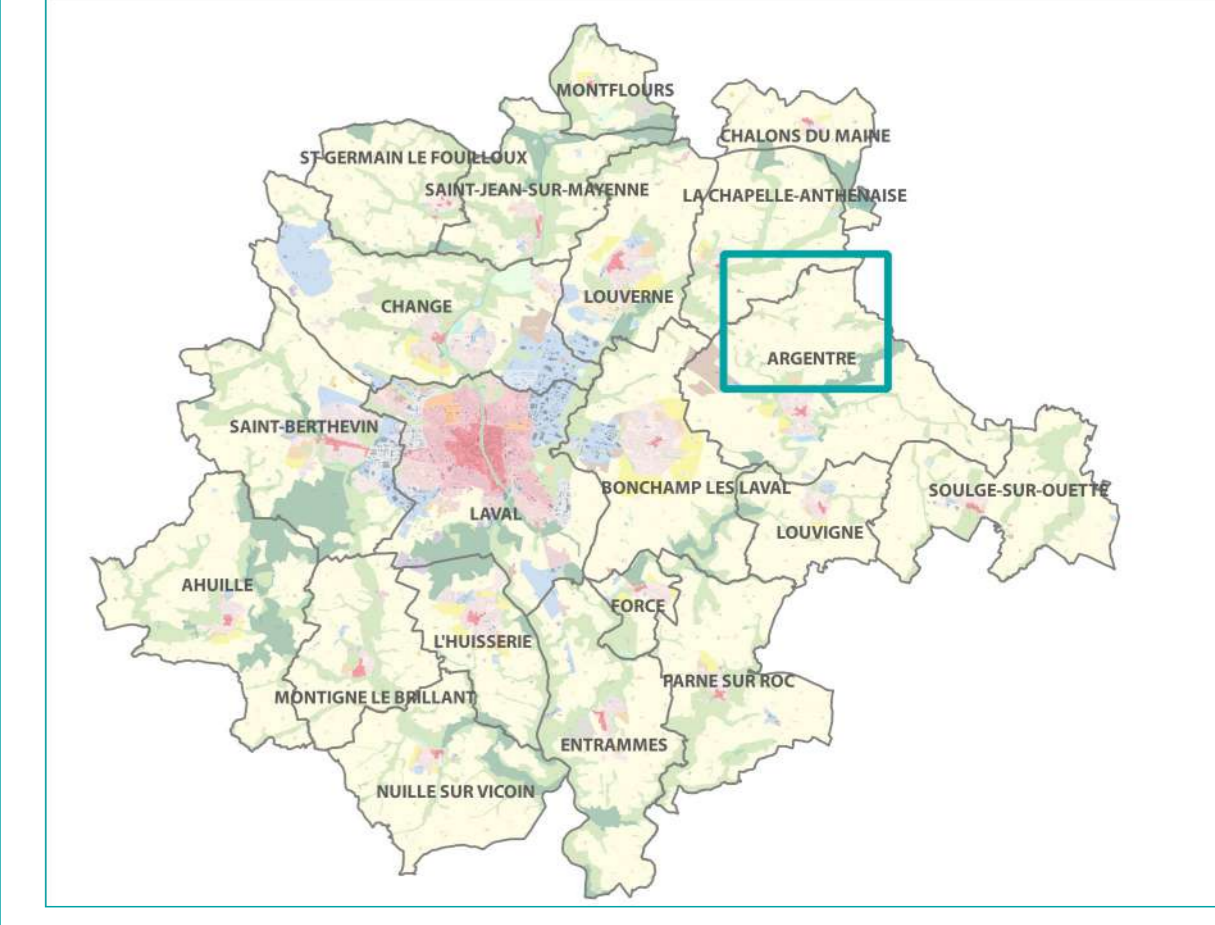 MONTFLOURS
CHALONS DU MAINE
ST GERMAIN LE FOUILLOUX
SAINT-JEAN-SUR-MAYENNE
LA CHAPELLE-ANTHENAISE
CHANGE
LOUVERNE
ARGENTRE
SAINT-BERTHEVIN
BONCHAMP LES LAVAL
SOULGE-SUR-OUETTE
LAVAL
LOUVIGNE
AHUILLE
FORCE
L'HUISSERIE
PARNE SUR ROC
MONTIGNE LE BRILLANT
ENTRAMMES
NUILLE SUR VICOIN